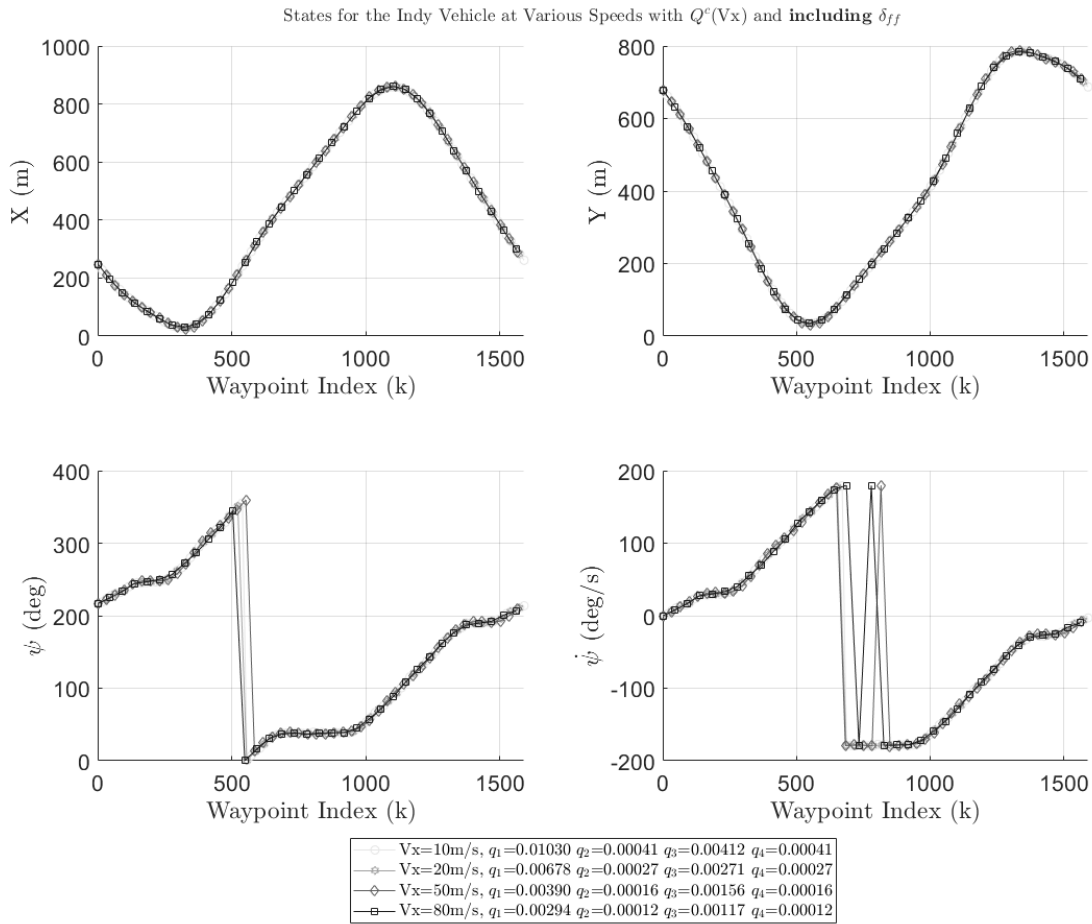 States for the Indy Vehicle at Various Speeds with Qᶜ(Vx) and including δ_ff
1000
800
600
400
200
0
X (m)
0 500 1000 1500
Waypoint Index (k)
800
600
400
200
0
Y (m)
0 500 1000 1500
Waypoint Index (k)
400
300
200
100
0
ψ (deg)
0 500 1000 1500
Waypoint Index (k)
200
100
0
-100
-200
ψ̇ (deg/s)
0 500 1000 1500
Waypoint Index (k)
Vx=10m/s, q₁=0.01030 q₂=0.00041 q₃=0.00412 q₄=0.00041
Vx=20m/s, q₁=0.00678 q₂=0.00027 q₃=0.00271 q₄=0.00027
Vx=50m/s, q₁=0.00390 q₂=0.00016 q₃=0.00156 q₄=0.00016
Vx=80m/s, q₁=0.00294 q₂=0.00012 q₃=0.00117 q₄=0.00012